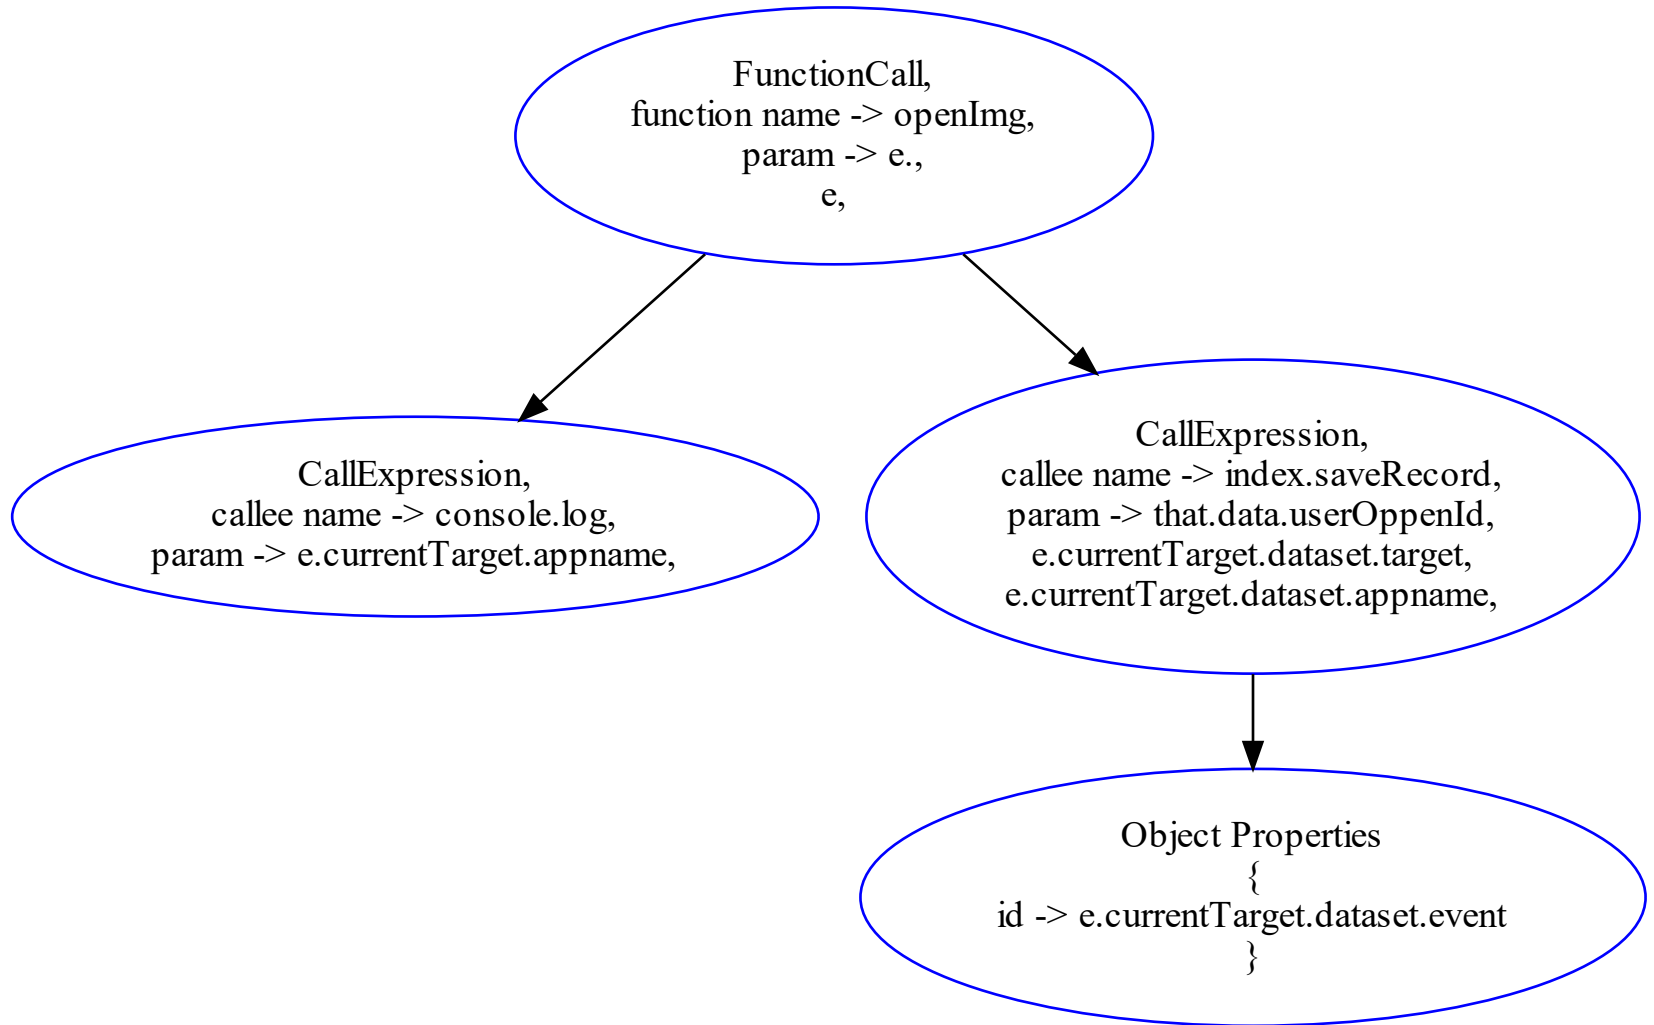 FunctionCall,
function name -> openImg,
param -> e.,
e,
CallExpression,
callee name -> console.log,
param -> e.currentTarget.appname,
CallExpression,
callee name -> index.saveRecord,
param -> that.data.userOppenId,
e.currentTarget.dataset.target,
e.currentTarget.dataset.appname,
Object Properties
{
id -> e.currentTarget.dataset.event
}